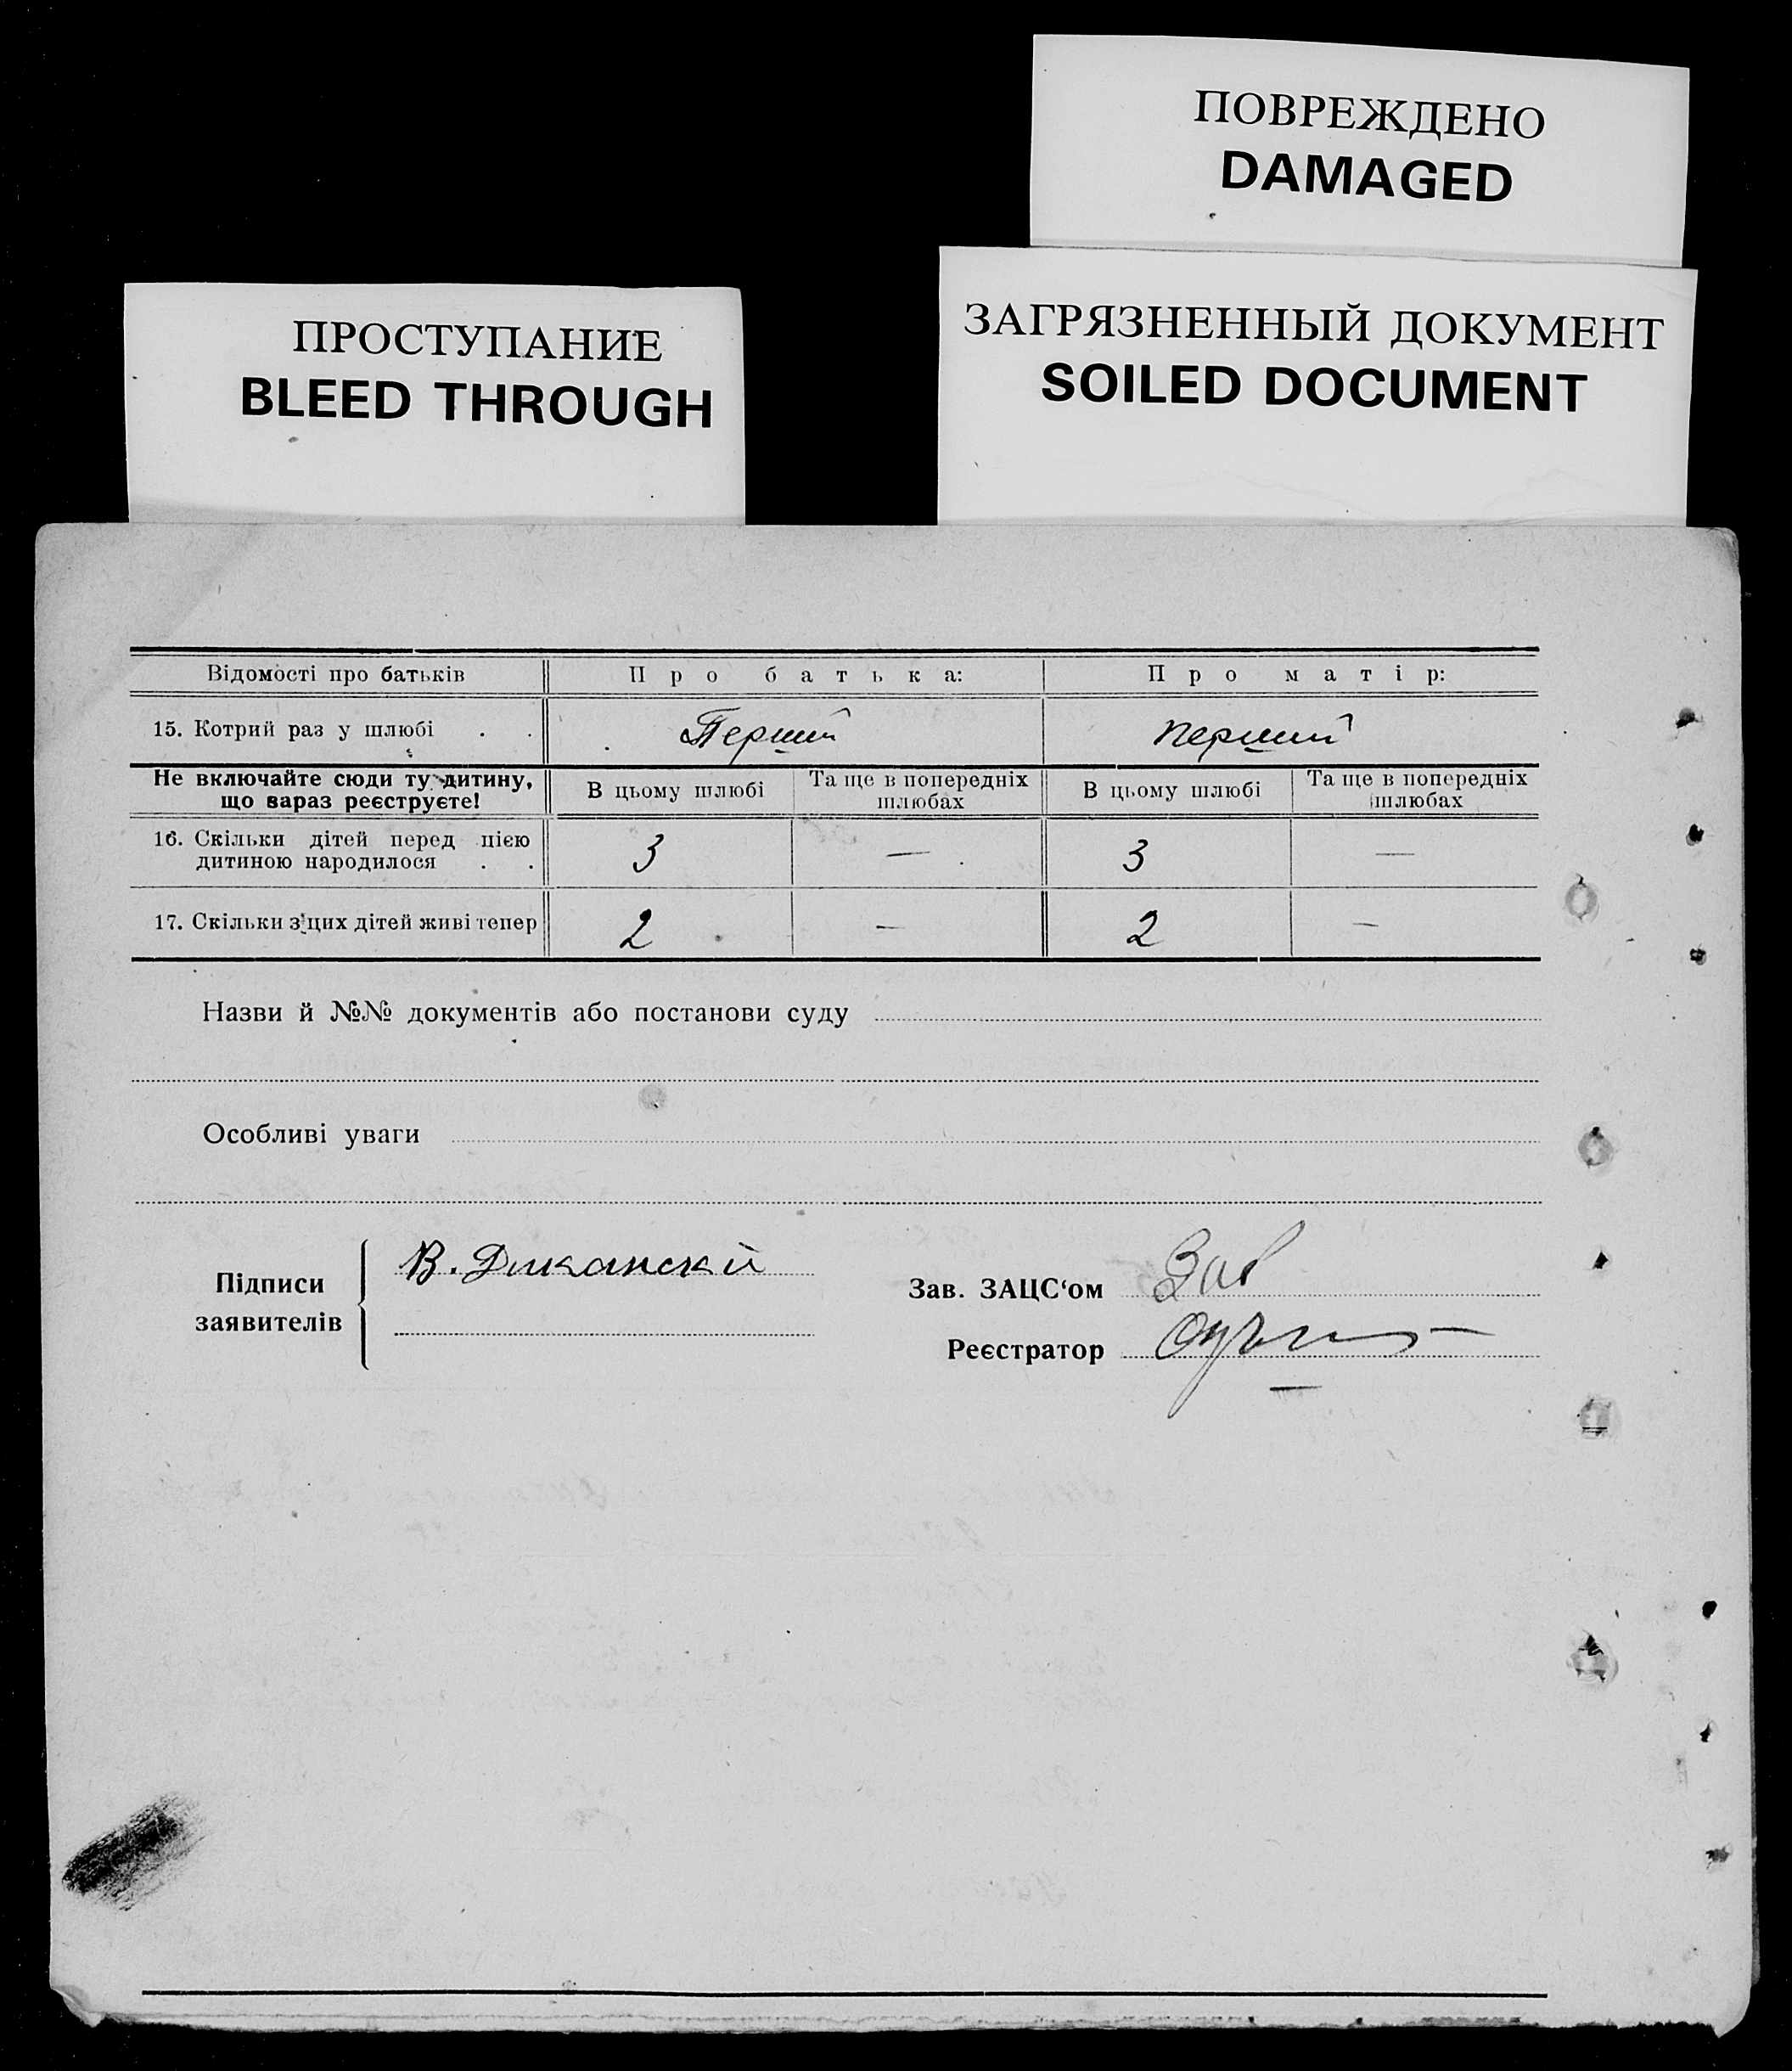 ПОВРЕЖДЕНО
DAMAGED
ПРОСТУПАНИЕ
BLEED THROUGH
ЗАГРЯЗНЕННЫЙ ДОКУМЕНТ
SOILED DOCUMENT
Відомості про батьків Про батька: Про матір:
15. Котрий раз у шлюбі . . Перший перший
Не включайте сюди ту дитину,
що вараз реєструєте!
В цьому шлюбі
Та ще в попередніх
шлюбах
В цьому шлюбі
Та ще в попередніх
шлюбах
16. Скільки дітей перед цією
дитиною народилося . . 3 — 3 —
17. Скільки з цих дітей живі тепер 2 — 2 —
Назви й №№ документів або постанови суду
Особливі уваги
Підписи
заявителів
В. Диканский
Зав. ЗАЦС‘ом
Реєстратор